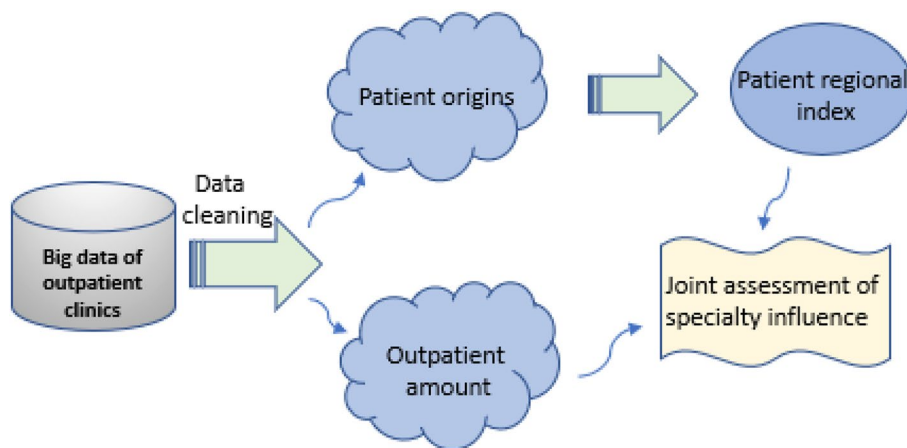 Patient origins
Patient regional
index
Data
cleaning
Big data of
outpatient
clinics
Joint assessment of
specialty influence
Outpatient
amount